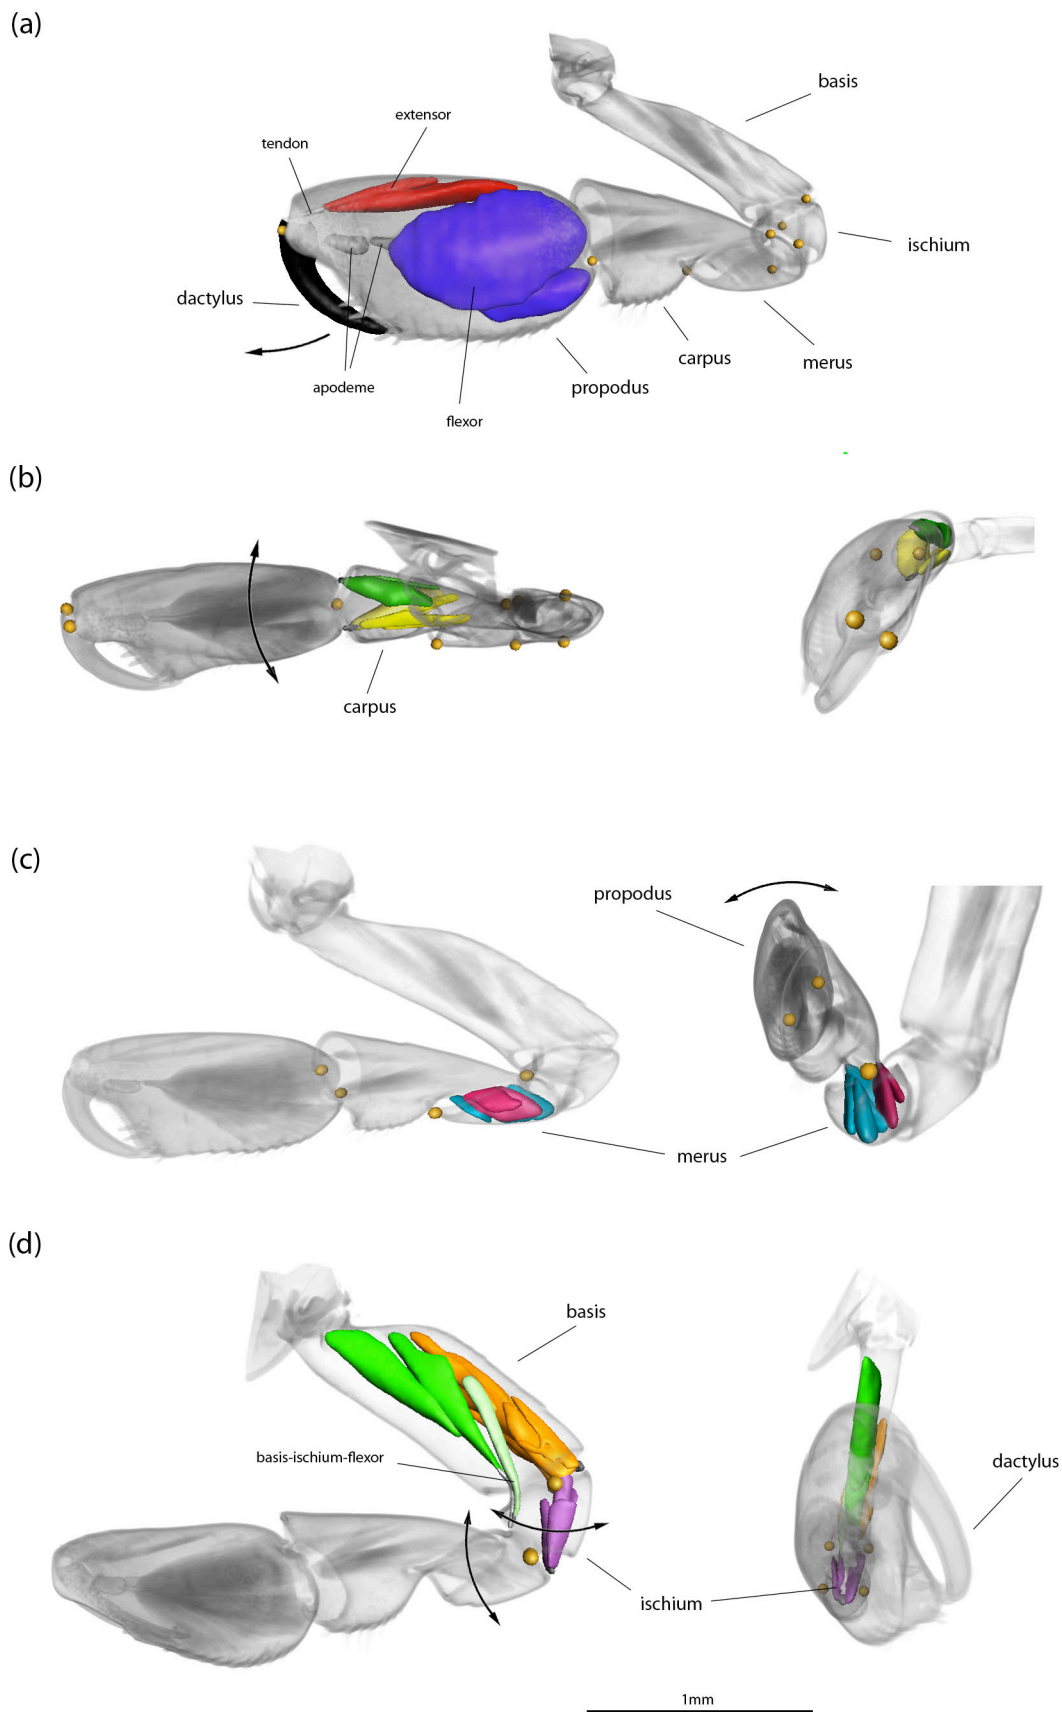 (a)
basis
extensor
tendon
ischium
dactylus
carpus
merus
apodeme
propodus
flexor
(b)
carpus
(c)
propodus
merus
(d)
basis
basis-ischium-flexor
dactylus
ischium
1mm